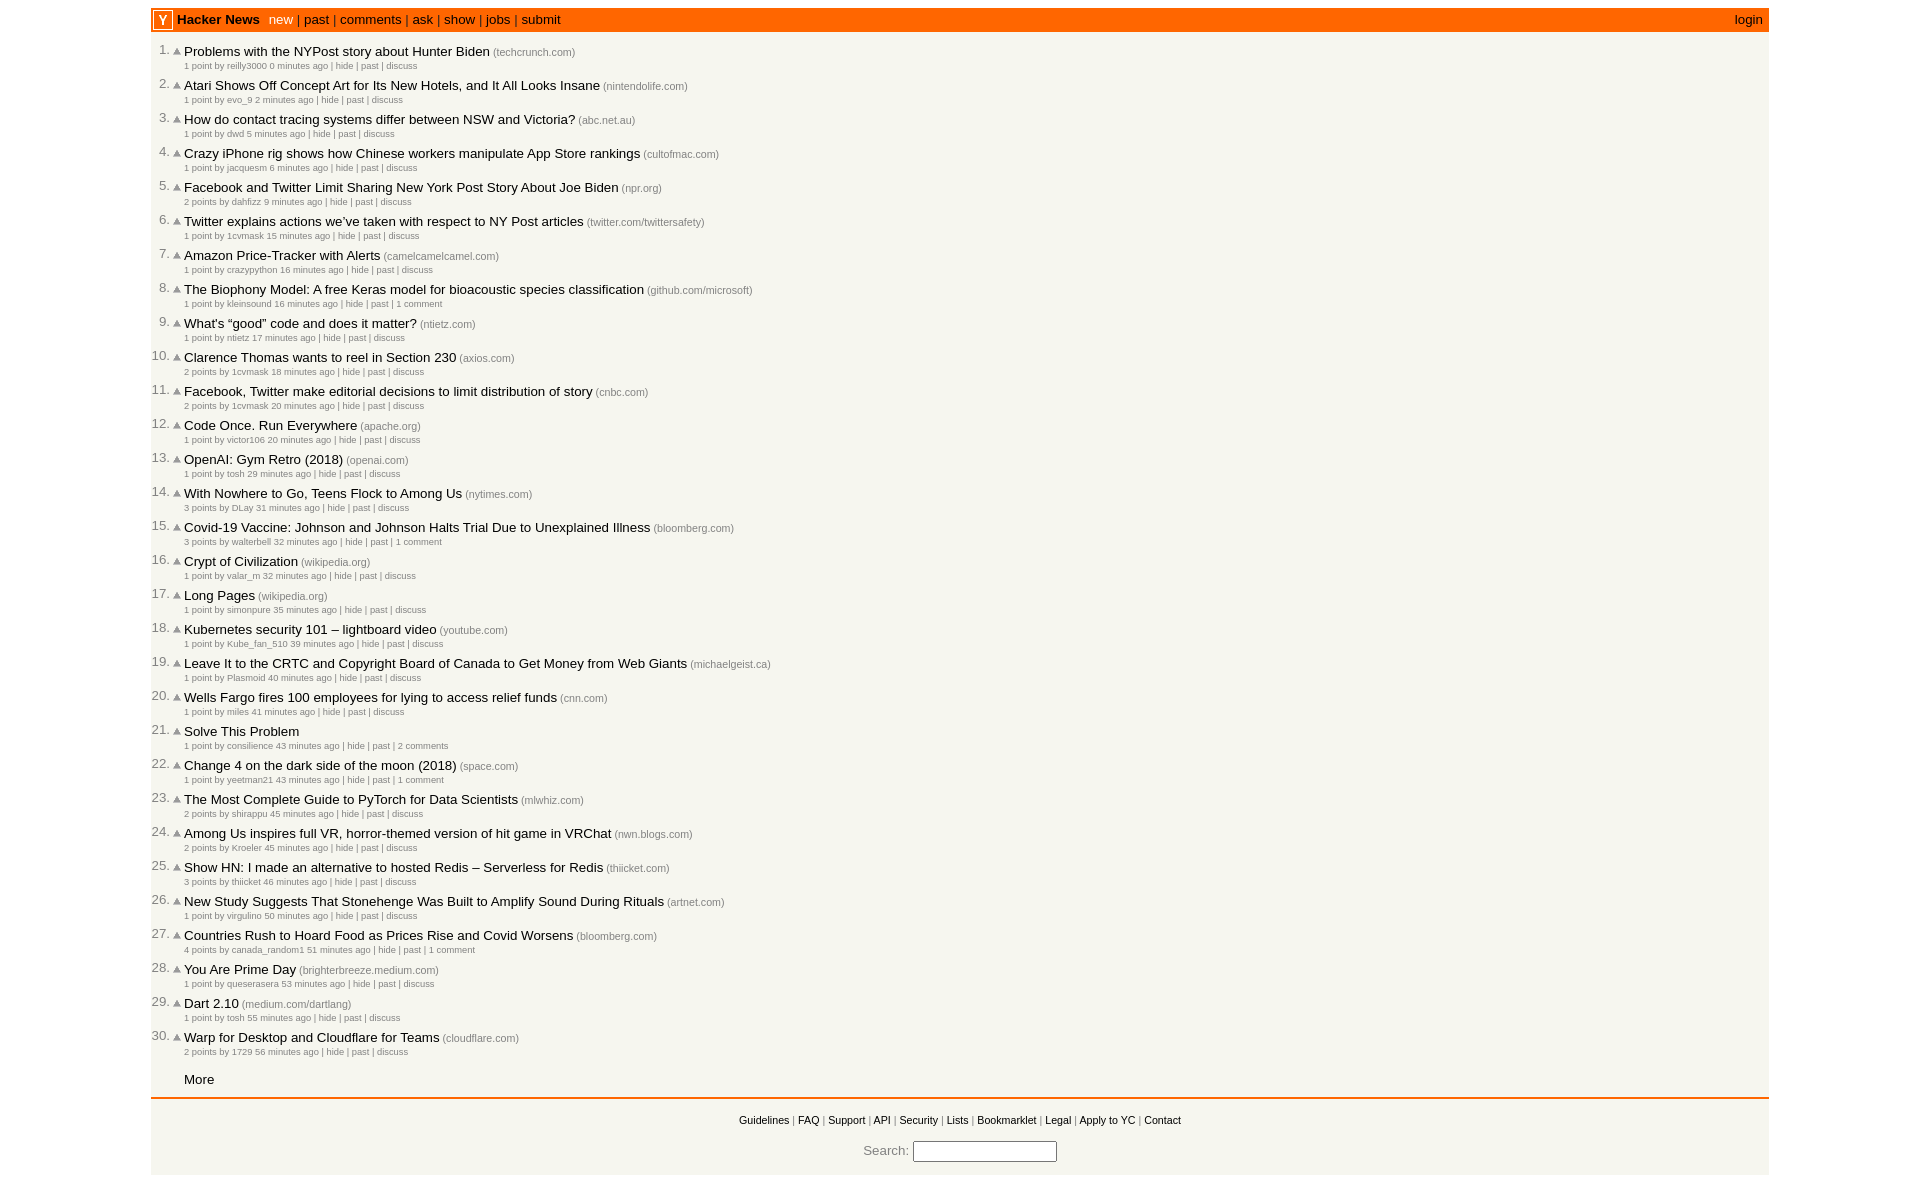 Y Hacker News new | past | comments | ask | show | jobs | submit login
1. Problems with the NYPost story about Hunter Biden (techcrunch.com)
1 point by reilly3000 0 minutes ago | hide | past | discuss
2. Atari Shows Off Concept Art for Its New Hotels, and It All Looks Insane (nintendolife.com)
1 point by evo_9 2 minutes ago | hide | past | discuss
3. How do contact tracing systems differ between NSW and Victoria? (abc.net.au)
1 point by dwd 5 minutes ago | hide | past | discuss
4. Crazy iPhone rig shows how Chinese workers manipulate App Store rankings (cultofmac.com)
1 point by jacquesm 6 minutes ago | hide | past | discuss
5. Facebook and Twitter Limit Sharing New York Post Story About Joe Biden (npr.org)
2 points by dahfizz 9 minutes ago | hide | past | discuss
6. Twitter explains actions we’ve taken with respect to NY Post articles (twitter.com/twittersafety)
1 point by 1cvmask 15 minutes ago | hide | past | discuss
7. Amazon Price-Tracker with Alerts (camelcamelcamel.com)
1 point by crazypython 16 minutes ago | hide | past | discuss
8. The Biophony Model: A free Keras model for bioacoustic species classification (github.com/microsoft)
1 point by kleinsound 16 minutes ago | hide | past | 1 comment
9. What's “good” code and does it matter? (ntietz.com)
1 point by ntietz 17 minutes ago | hide | past | discuss
10. Clarence Thomas wants to reel in Section 230 (axios.com)
2 points by 1cvmask 18 minutes ago | hide | past | discuss
11. Facebook, Twitter make editorial decisions to limit distribution of story (cnbc.com)
2 points by 1cvmask 20 minutes ago | hide | past | discuss
12. Code Once. Run Everywhere (apache.org)
1 point by victor106 20 minutes ago | hide | past | discuss
13. OpenAI: Gym Retro (2018) (openai.com)
1 point by tosh 29 minutes ago | hide | past | discuss
14. With Nowhere to Go, Teens Flock to Among Us (nytimes.com)
3 points by DLay 31 minutes ago | hide | past | discuss
15. Covid-19 Vaccine: Johnson and Johnson Halts Trial Due to Unexplained Illness (bloomberg.com)
3 points by walterbell 32 minutes ago | hide | past | 1 comment
16. Crypt of Civilization (wikipedia.org)
1 point by valar_m 32 minutes ago | hide | past | discuss
17. Long Pages (wikipedia.org)
1 point by simonpure 35 minutes ago | hide | past | discuss
18. Kubernetes security 101 – lightboard video (youtube.com)
1 point by Kube_fan_510 39 minutes ago | hide | past | discuss
19. Leave It to the CRTC and Copyright Board of Canada to Get Money from Web Giants (michaelgeist.ca)
1 point by Plasmoid 40 minutes ago | hide | past | discuss
20. Wells Fargo fires 100 employees for lying to access relief funds (cnn.com)
1 point by miles 41 minutes ago | hide | past | discuss
21. Solve This Problem
1 point by consilience 43 minutes ago | hide | past | 2 comments
22. Change 4 on the dark side of the moon (2018) (space.com)
1 point by yeetman21 43 minutes ago | hide | past | 1 comment
23. The Most Complete Guide to PyTorch for Data Scientists (mlwhiz.com)
2 points by shirappu 45 minutes ago | hide | past | discuss
24. Among Us inspires full VR, horror-themed version of hit game in VRChat (nwn.blogs.com)
2 points by Kroeler 45 minutes ago | hide | past | discuss
25. Show HN: I made an alternative to hosted Redis – Serverless for Redis (thiicket.com)
3 points by thiicket 46 minutes ago | hide | past | discuss
26. New Study Suggests That Stonehenge Was Built to Amplify Sound During Rituals (artnet.com)
1 point by virgulino 50 minutes ago | hide | past | discuss
27. Countries Rush to Hoard Food as Prices Rise and Covid Worsens (bloomberg.com)
4 points by canada_random1 51 minutes ago | hide | past | 1 comment
28. You Are Prime Day (brighterbreeze.medium.com)
1 point by queserasera 53 minutes ago | hide | past | discuss
29. Dart 2.10 (medium.com/dartlang)
1 point by tosh 55 minutes ago | hide | past | discuss
30. Warp for Desktop and Cloudflare for Teams (cloudflare.com)
2 points by 1729 56 minutes ago | hide | past | discuss
More
Guidelines | FAQ | Support | API | Security | Lists | Bookmarklet | Legal | Apply to YC | Contact
Search: